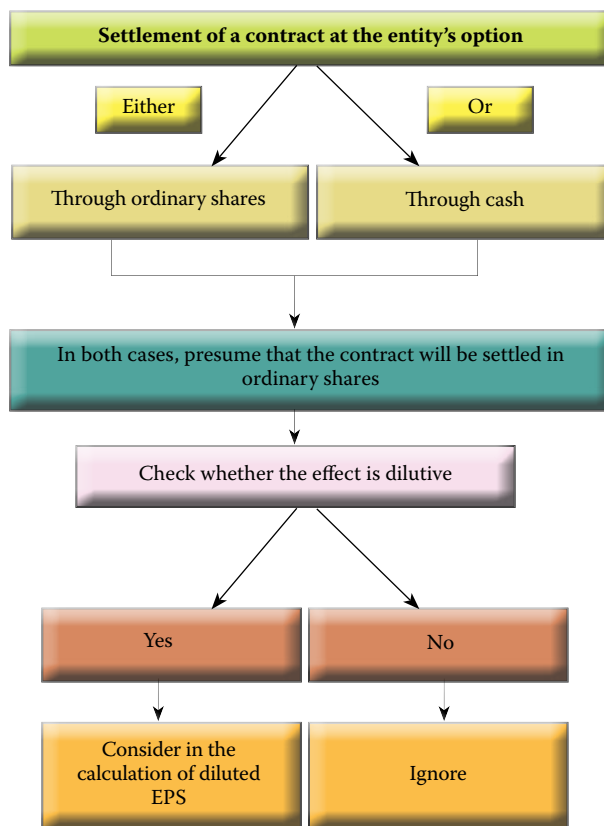 Settlement of a contract at the entity's option
Either
Or
Through ordinary shares
Through cash
In both cases, presume that the contract will be settled in
ordinary shares
Check whether the effect is dilutive
Yes
No
Consider in the
calculation of diluted
EPS
Ignore